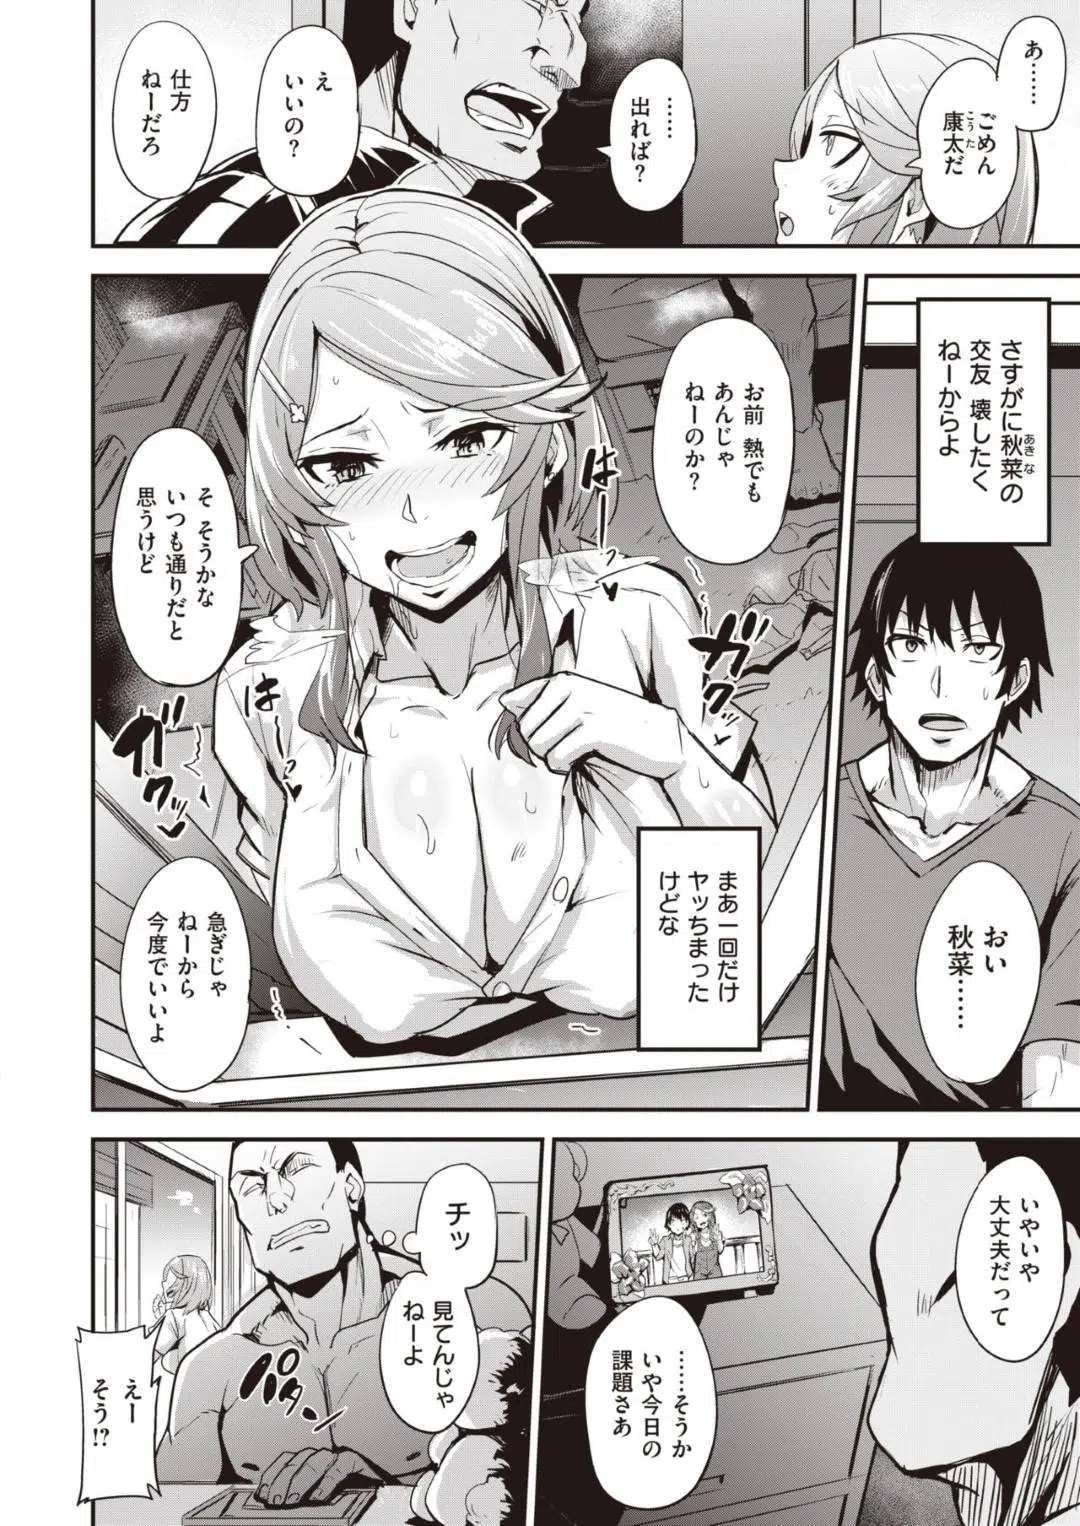 あ……
ごめん
康太だ
こうた
……
出れば?
え
いいの?
仕方
ねーだろ
さすがに秋菜の
あきな
交友 壊したく
ねーからよ
おい
秋菜……
お前 熱でも
あんじゃ
ねーのか?
はーっ
ガクッ
まあ一回だけ
ヤッちまった
けどな
そ そうかな
いつも通りだと
思うけど
はーっ
ガクッ
急ぎじゃ
ねーから
今度でいいよ
いやいや
大丈夫だって
……そうか
いや今日の
課題さあ
チッ
見てんじゃ
ねーよ
パタン
えー
そう!?